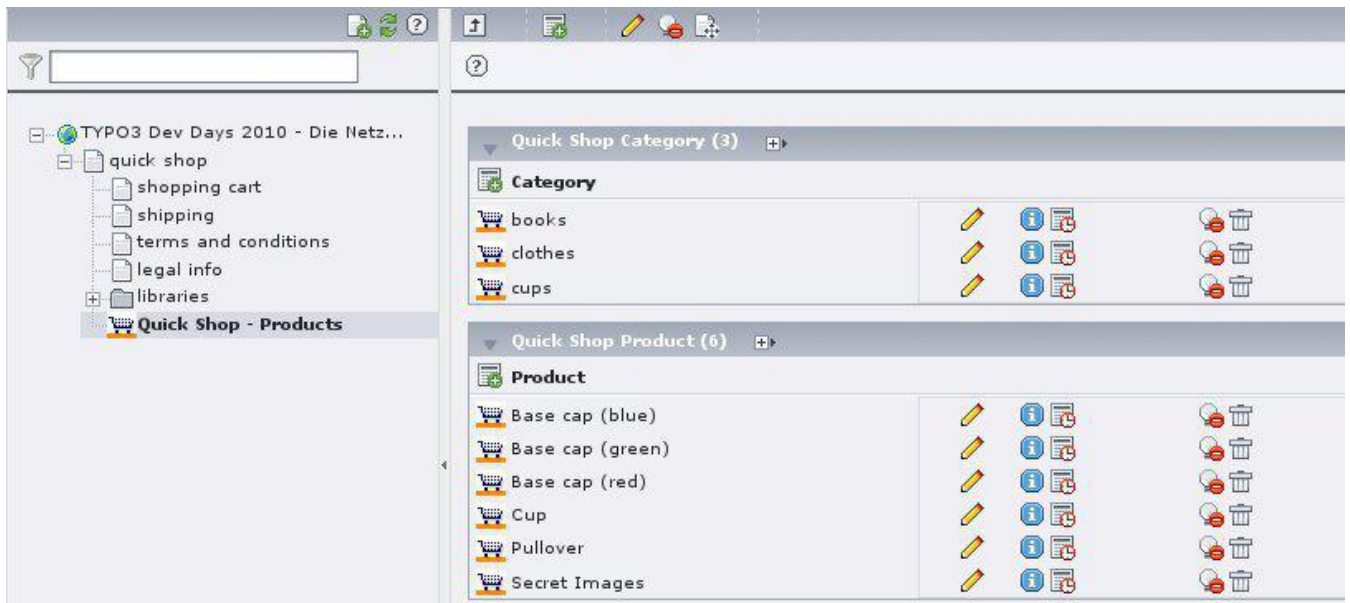 TYPO3 Dev Days 2010 - Die Netz...
quick shop
shopping cart
shipping
terms and conditions
legal info
libraries
Quick Shop - Products
Quick Shop Category (3)
Category
books
clothes
cups
Quick Shop Product (6)
Product
Base cap (blue)
Base cap (green)
Base cap (red)
Cup
Pullover
Secret Images